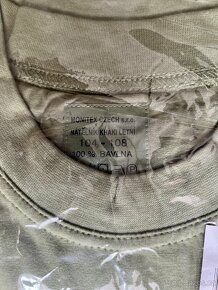 MONITEX CZECH s.r.o.
NÁTĚLNÍK KHAKI LETNÍ
104 - 108
100 % BAVLNA